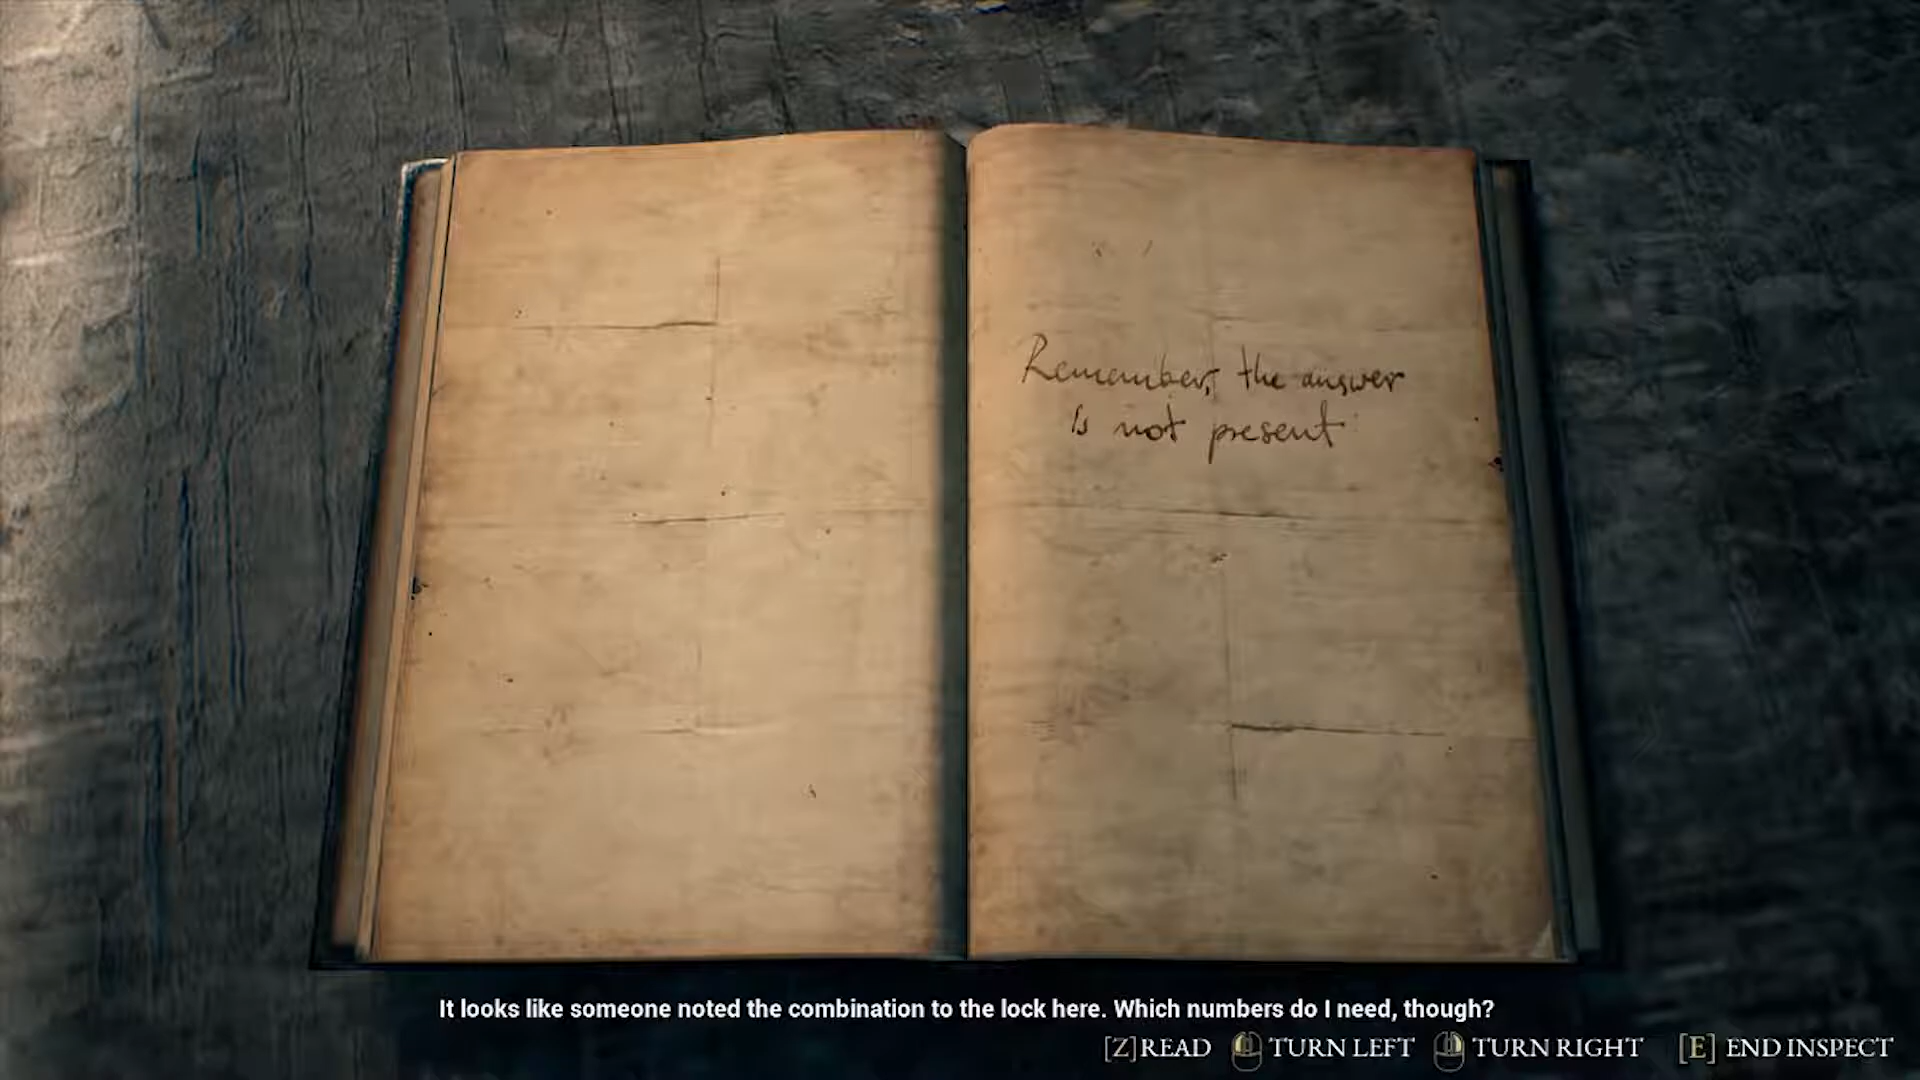 Remember, the answer
is not present
It looks like someone noted the combination to the lock here. Which numbers do I need, though?
[Z] READ TURN LEFT TURN RIGHT [E] END INSPECT